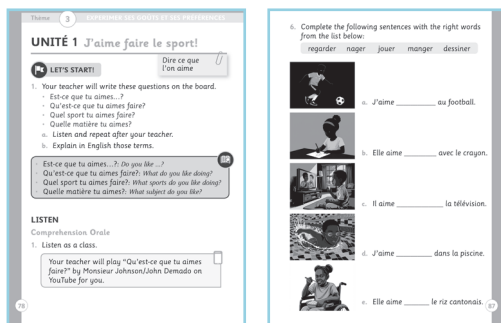 Thème 3 EXPRIMER SES GOÛTS ET SES PRÉFÉRENCES
UNITÉ 1 J'aime faire le sport!
Dire ce que
l'on aime
LET'S START!
1. Your teacher will write these questions on the board.
• Est-ce que tu aimes...?
• Qu'est-ce que tu aimes faire?
• Quel sport tu aimes faire?
• Quelle matière tu aimes?
a. Listen and repeat after your teacher.
b. Explain in English those terms.
Est-ce que tu aimes...?: Do you like ...?
Qu'est-ce que tu aimes faire?: What do you like doing?
Quel sport tu aimes faire?: What sports do you like doing?
Quelle matière tu aimes?: What subject do you like?
LISTEN
Comprehension Orale
1. Listen as a class.
Your teacher will play "Qu'est-ce que tu aimes
faire?" by Monsieur Johnson/John Demado on
YouTube for you.
78
6. Complete the following sentences with the right words
from the list below:
regarder nager jouer manger dessiner
a. J'aime __________ au football.
b. Elle aime __________ avec le crayon.
c. Il aime __________ la télévision.
d. J'aime __________ dans la piscine.
e. Elle aime _______ le riz cantonais.
87